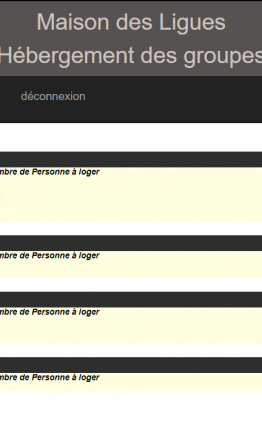 Maison des Ligues
Hébergement des groupes
déconnexion
mbre de Personne à loger
mbre de Personne à loger
mbre de Personne à loger
mbre de Personne à loger